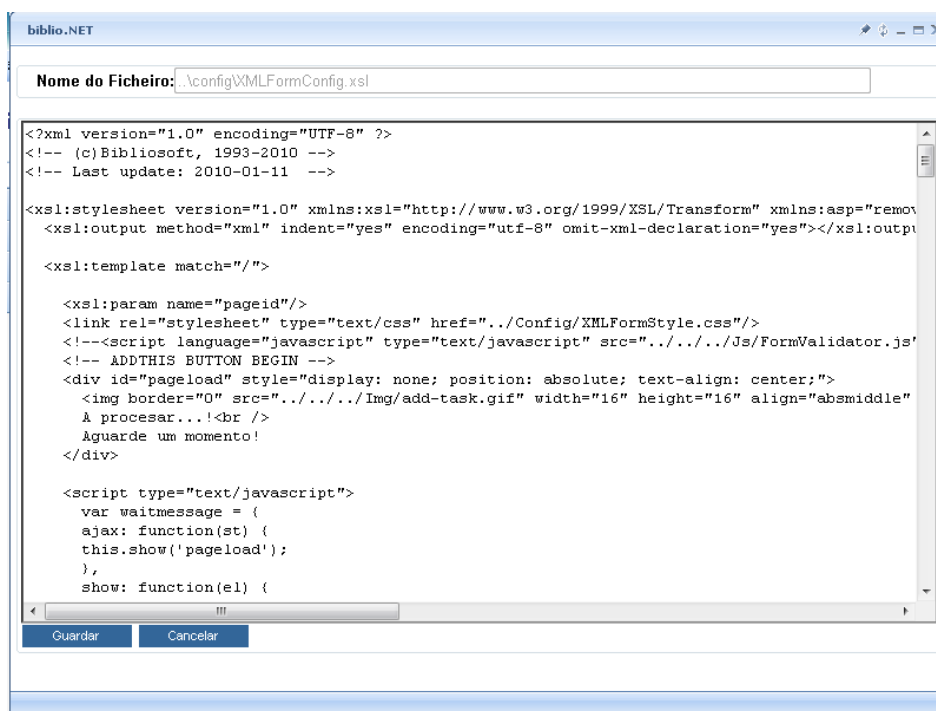 biblio.NET
Nome do Ficheiro: ..\config\XMLFormConfig.xsl
<?xml version="1.0" encoding="UTF-8" ?>
<!-- (c)Bibliosoft, 1993-2010 -->
<!-- Last update: 2010-01-11  -->
<xsl:stylesheet version="1.0" xmlns:xsl="http://www.w3.org/1999/XSL/Transform" xmlns:asp="remov
<xsl:output method="xml" indent="yes" encoding="utf-8" omit-xml-declaration="yes"></xsl:outpu
<xsl:template match="/">
<xsl:param name="pageid"/>
<link rel="stylesheet" type="text/css" href="../Config/XMLFormStyle.css"/>
<!--<script language="javascript" type="text/javascript" src="../../../Js/FormValidator.js"
<!-- ADDTHIS BUTTON BEGIN -->
<div id="pageload" style="display: none; position: absolute; text-align: center;">
<img border="0" src="../../../Img/add-task.gif" width="16" height="16" align="absmiddle"
A procesar...!<br />
Aguarde um momento!
</div>
<script type="text/javascript">
var waitmessage = {
ajax: function(st) {
this.show('pageload');
},
show: function(el) {
Guardar Cancelar